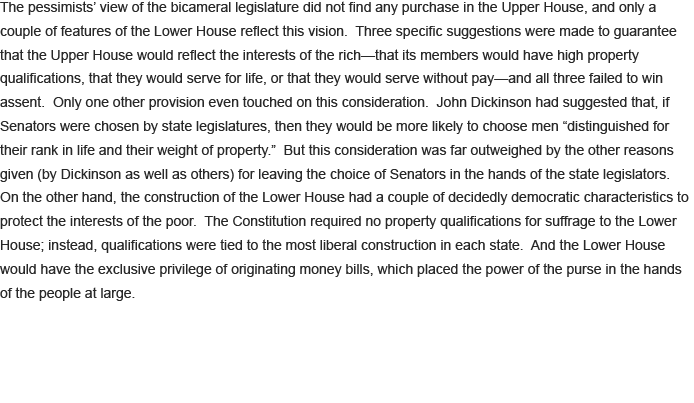 The pessimists’ view of the bicameral legislature did not find any purchase in the Upper House, and only a
couple of features of the Lower House reflect this vision.  Three specific suggestions were made to guarantee
that the Upper House would reflect the interests of the rich—that its members would have high property
qualifications, that they would serve for life, or that they would serve without pay—and all three failed to win
assent.  Only one other provision even touched on this consideration.  John Dickinson had suggested that, if
Senators were chosen by state legislatures, then they would be more likely to choose men “distinguished for
their rank in life and their weight of property.”  But this consideration was far outweighed by the other reasons
given (by Dickinson as well as others) for leaving the choice of Senators in the hands of the state legislators.
On the other hand, the construction of the Lower House had a couple of decidedly democratic characteristics to
protect the interests of the poor.  The Constitution required no property qualifications for suffrage to the Lower
House; instead, qualifications were tied to the most liberal construction in each state.  And the Lower House
would have the exclusive privilege of originating money bills, which placed the power of the purse in the hands
of the people at large.